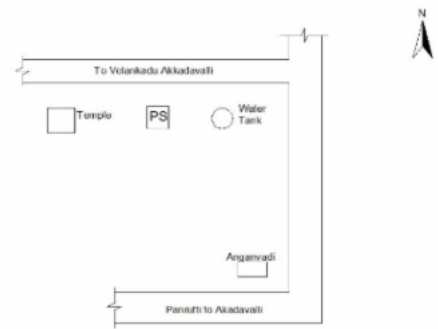 N
To Velankadu Akkadavalli
Temple
PS
Water
Tank
Anganvadi
Panrutti to Akadavalli